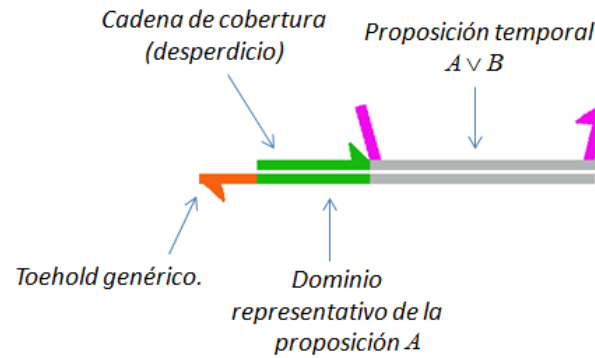 Cadena de cobertura
(desperdicio)
Proposición temporal
A ∨ B
Toehold genérico.
Dominio
representativo de la
proposición A